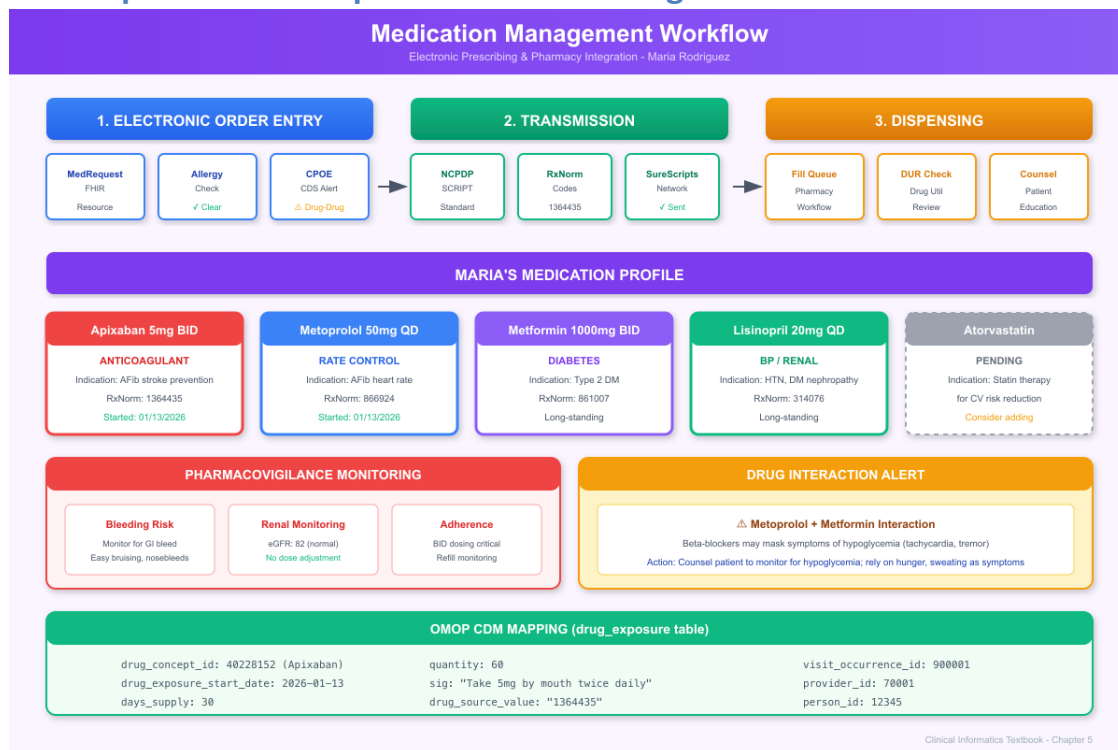 Medication Management Workflow
Electronic Prescribing & Pharmacy Integration - Maria Rodriguez
1. ELECTRONIC ORDER ENTRY
MedRequest
FHIR
Resource
Allergy
Check
✓ Clear
CPOE
CDS Alert
⚠ Drug-Drug
2. TRANSMISSION
NCPDP
SCRIPT
Standard
RxNorm
Codes
1364435
SureScripts
Network
✓ Sent
3. DISPENSING
Fill Queue
Pharmacy
Workflow
DUR Check
Drug Util
Review
Counsel
Patient
Education
MARIA'S MEDICATION PROFILE
Apixaban 5mg BID
ANTICOAGULANT
Indication: AFib stroke prevention
RxNorm: 1364435
Started: 01/13/2026
Metoprolol 50mg QD
RATE CONTROL
Indication: AFib heart rate
RxNorm: 866924
Started: 01/13/2026
Metformin 1000mg BID
DIABETES
Indication: Type 2 DM
RxNorm: 861007
Long-standing
Lisinopril 20mg QD
BP / RENAL
Indication: HTN, DM nephropathy
RxNorm: 314076
Long-standing
Atorvastatin
PENDING
Indication: Statin therapy
for CV risk reduction
Consider adding
PHARMACOVIGILANCE MONITORING
Bleeding Risk
Monitor for GI bleed
Easy bruising, nosebleeds
Renal Monitoring
eGFR: 82 (normal)
No dose adjustment
Adherence
BID dosing critical
Refill monitoring
DRUG INTERACTION ALERT
⚠ Metoprolol + Metformin Interaction
Beta-blockers may mask symptoms of hypoglycemia (tachycardia, tremor)
Action: Counsel patient to monitor for hypoglycemia; rely on hunger, sweating as symptoms
OMOP CDM MAPPING (drug_exposure table)
drug_concept_id: 40228152 (Apixaban)
drug_exposure_start_date: 2026-01-13
days_supply: 30
quantity: 60
sig: "Take 5mg by mouth twice daily"
drug_source_value: "1364435"
visit_occurrence_id: 900001
provider_id: 70001
person_id: 12345
Clinical Informatics Textbook - Chapter 5